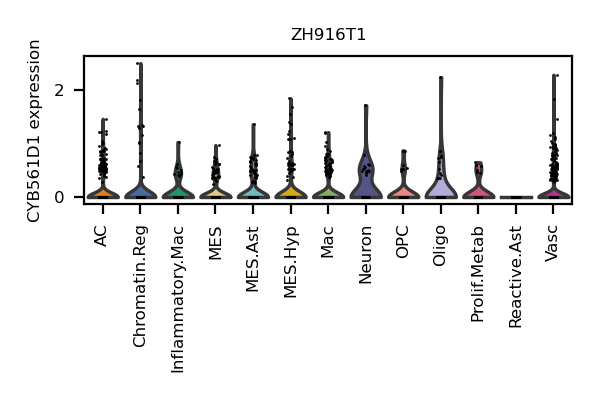 ZH916T1
CYB561D1 expression
2
0
AC
Chromatin.Reg
Inflammatory.Mac
MES
MES.Ast
MES.Hyp
Mac
Neuron
OPC
Oligo
Prolif.Metab
Reactive.Ast
Vasc